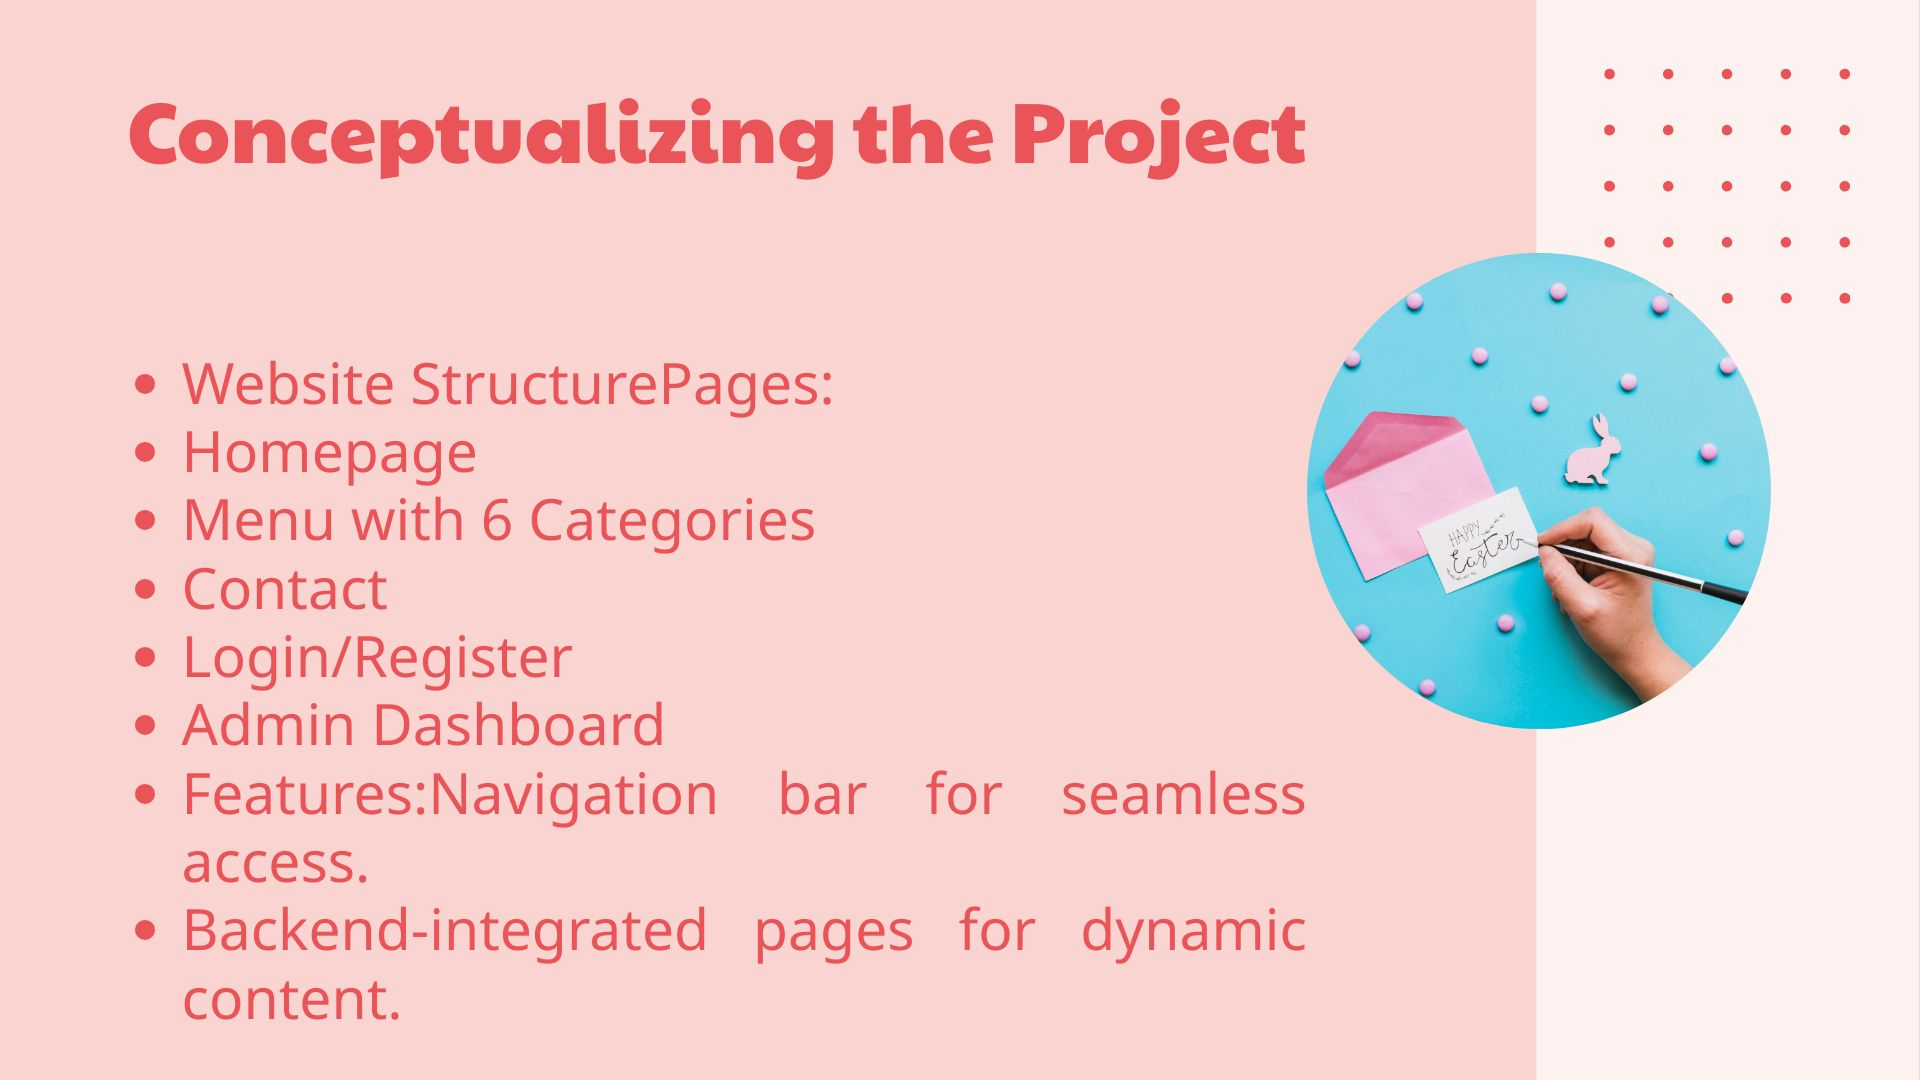 Conceptualizing the Project
• Website StructurePages:
• Homepage
• Menu with 6 Categories
• Contact
• Login/Register
• Admin Dashboard
• Features:Navigation bar for seamless
access.
• Backend-integrated pages for dynamic
content.
HAPPY
Easter